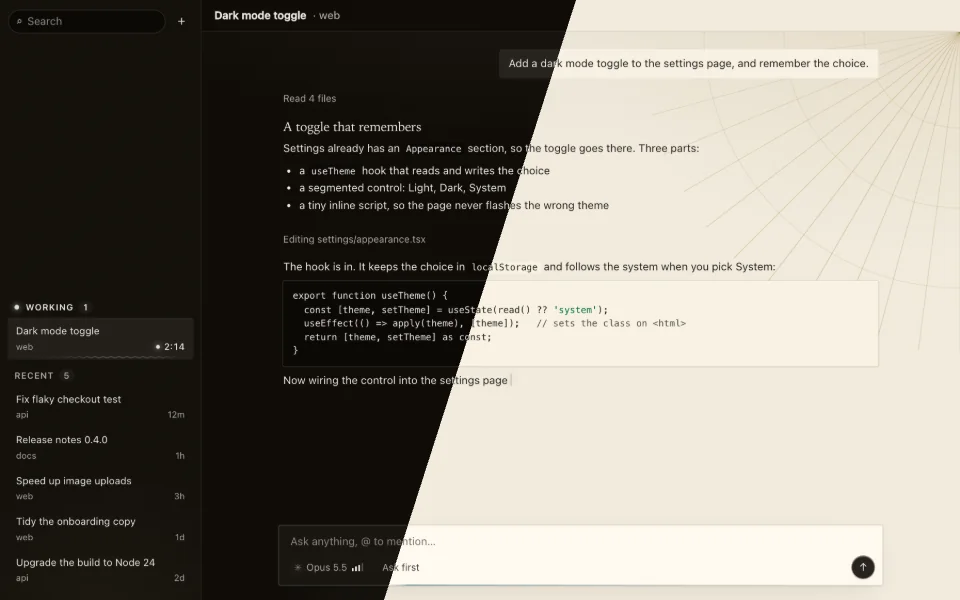 Search
+
Dark mode toggle · web
Add a dark mode toggle to the settings page, and remember the choice.
Read 4 files
A toggle that remembers
Settings already has an Appearance section, so the toggle goes there. Three parts:
• a useTheme hook that reads and writes the choice
• a segmented control: Light, Dark, System
• a tiny inline script, so the page never flashes the wrong theme
Editing settings/appearance.tsx
The hook is in. It keeps the choice in localStorage and follows the system when you pick System:
export function useTheme() {
const [theme, setTheme] = useState(read() ?? 'system');
useEffect(() => apply(theme), [theme]); // sets the class on <html>
return [theme, setTheme] as const;
}
Now wiring the control into the settings page
WORKING 1
Dark mode toggle
web 2:14
RECENT 5
Fix flaky checkout test
api 12m
Release notes 0.4.0
docs 1h
Speed up image uploads
web 3h
Tidy the onboarding copy
web 1d
Upgrade the build to Node 24
api 2d
Ask anything, @ to mention...
Opus 5.5 Ask first